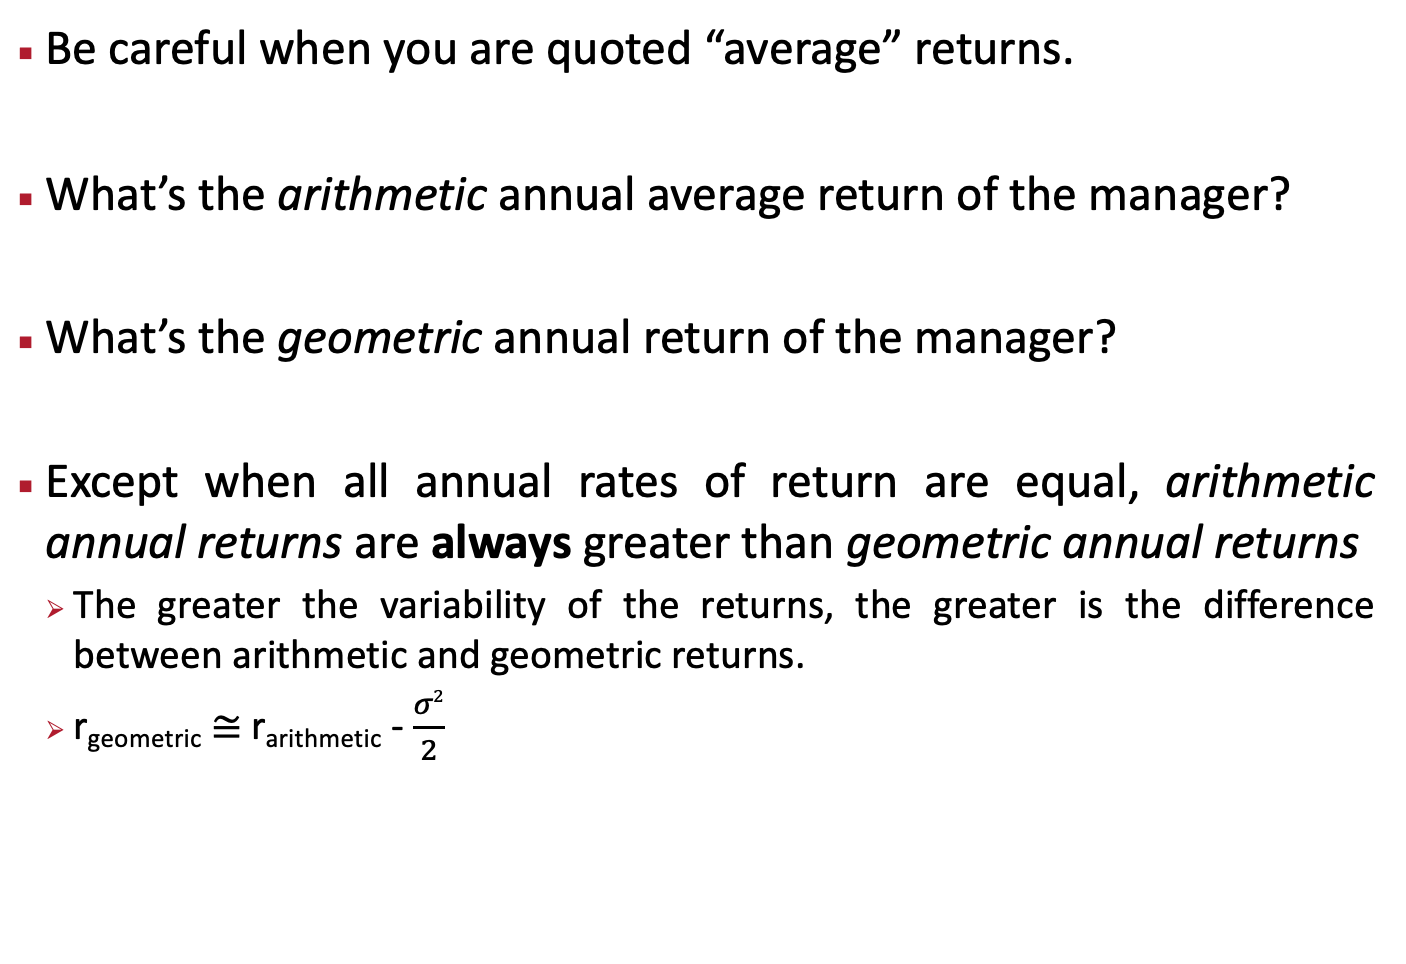 ▪ Be careful when you are quoted “average” returns.
▪ What’s the arithmetic annual average return of the manager?
▪ What’s the geometric annual return of the manager?
▪ Except when all annual rates of return are equal, arithmetic
annual returns are always greater than geometric annual returns
➢ The greater the variability of the returns, the greater is the difference
between arithmetic and geometric returns.
➢ r_geometric ≅ r_arithmetic - σ²/2